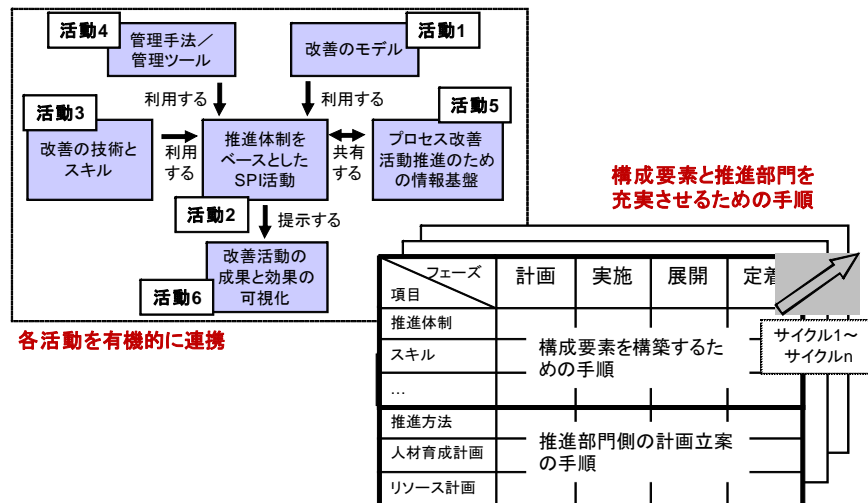 活動4
管理手法／
管理ツール
活動1
改善のモデル
利用する
利用する
活動3
改善の技術と
スキル
利用
する
推進体制を
ベースとした
SPI活動
共有
する
活動5
プロセス改善
活動推進のため
の情報基盤
活動2
提示する
改善活動の
成果と効果の
可視化
活動6
各活動を有機的に連携
構成要素と推進部門を
充実させるための手順
フェーズ
項目
計画
実施
展開
定着
推進体制
スキル
…
構成要素を構築するた
めの手順
サイクル1～
サイクルn
推進方法
人材育成計画
リソース計画
推進部門側の計画立案
の手順